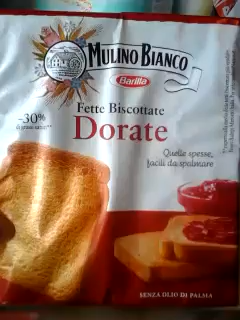 MULINO BIANCO
Barilla
Fette Biscottate
Dorate
-30%
Quelle spesse,
facili da spalmare
SENZA OLIO DI PALMA